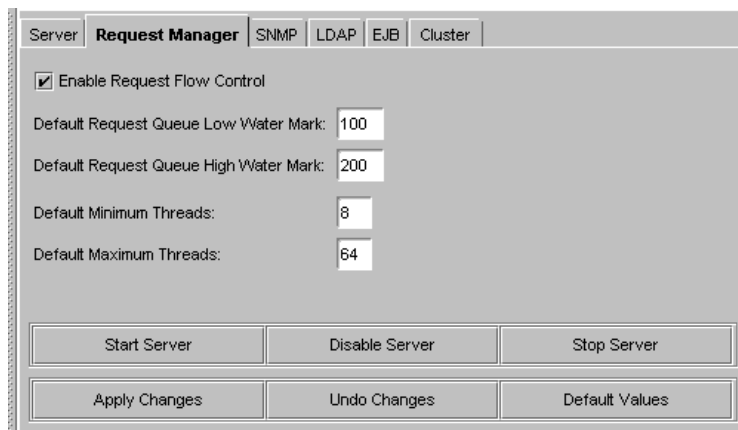 Server Request Manager SNMP LDAP EJB Cluster
Enable Request Flow Control
Default Request Queue Low Water Mark: 100
Default Request Queue High Water Mark: 200
Default Minimum Threads: 8
Default Maximum Threads: 64
Start Server Disable Server Stop Server
Apply Changes Undo Changes Default Values